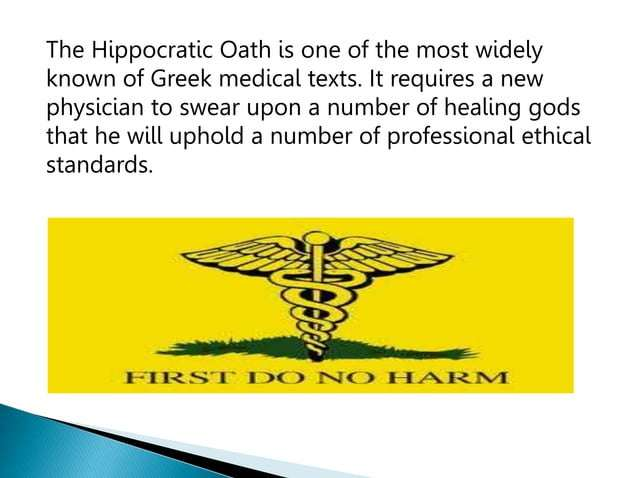 The Hippocratic Oath is one of the most widely
known of Greek medical texts. It requires a new
physician to swear upon a number of healing gods
that he will uphold a number of professional ethical
standards.
FIRST DO NO HARM